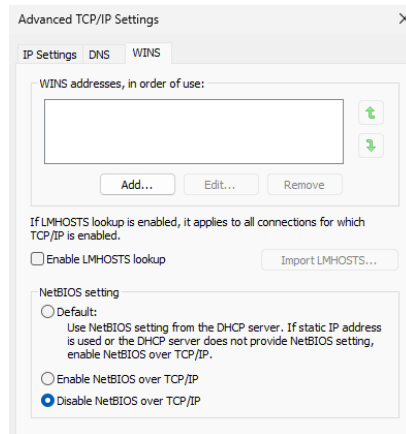 Advanced TCP/IP Settings
IP Settings DNS WINS
WINS addresses, in order of use:
Add... Edit... Remove
If LMHOSTS lookup is enabled, it applies to all connections for which
TCP/IP is enabled.
Enable LMHOSTS lookup Import LMHOSTS...
NetBIOS setting
Default:
Use NetBIOS setting from the DHCP server. If static IP address
is used or the DHCP server does not provide NetBIOS setting,
enable NetBIOS over TCP/IP.
Enable NetBIOS over TCP/IP
Disable NetBIOS over TCP/IP